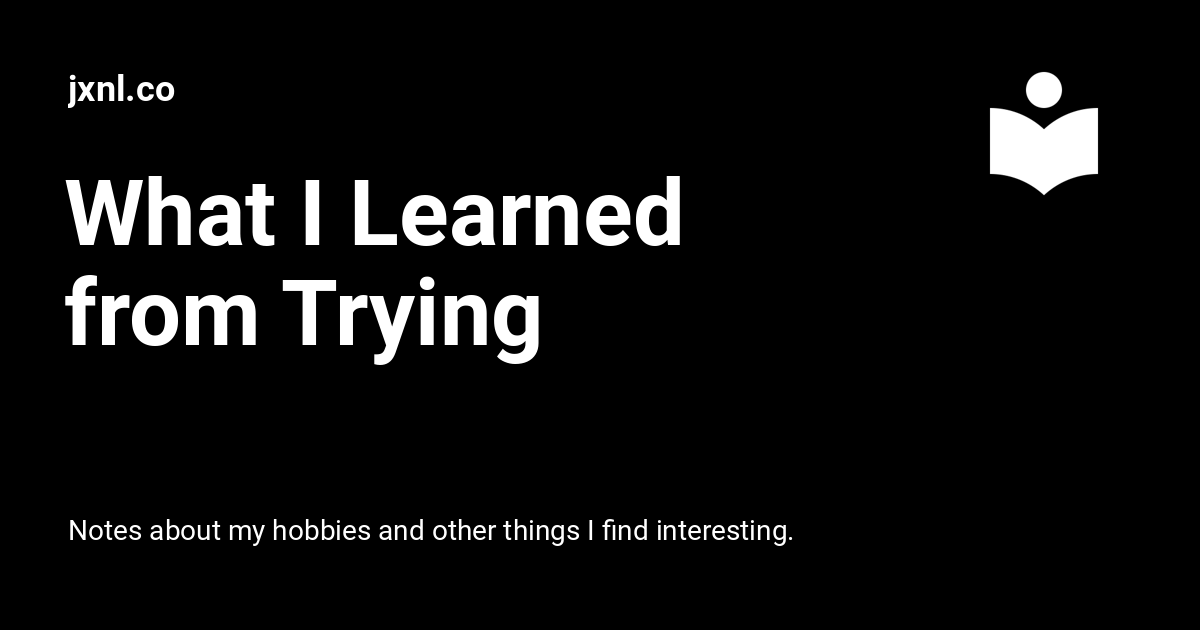 jxnl.co
What I Learned
from Trying
Notes about my hobbies and other things I find interesting.